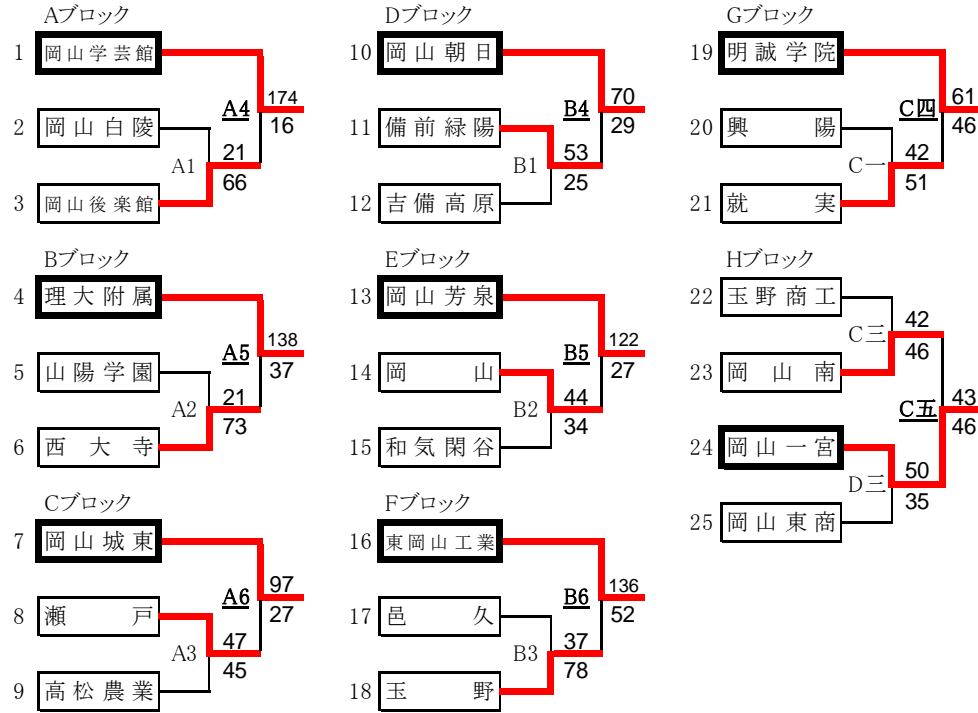 Aブロック
1 岡山学芸館
174
A4
16
2 岡山白陵
21
A1
66
3 岡山後楽館
Bブロック
4 理大附属
138
A5
37
5 山陽学園
21
A2
73
6 西大寺
Cブロック
7 岡山城東
97
A6
27
8 瀬戸
47
A3
45
9 高松農業
Dブロック
10 岡山朝日
70
B4
29
11 備前緑陽
53
B1
25
12 吉備高原
Eブロック
13 岡山芳泉
122
B5
27
14 岡山
44
B2
34
15 和気閑谷
Fブロック
16 東岡山工業
136
B6
52
17 邑久
37
B3
78
18 玉野
Gブロック
19 明誠学院
61
C四
46
20 興陽
42
C一
51
21 就実
Hブロック
22 玉野商工
42
C三
46
23 岡山南
43
C五
46
24 岡山一宮
50
D三
35
25 岡山東商